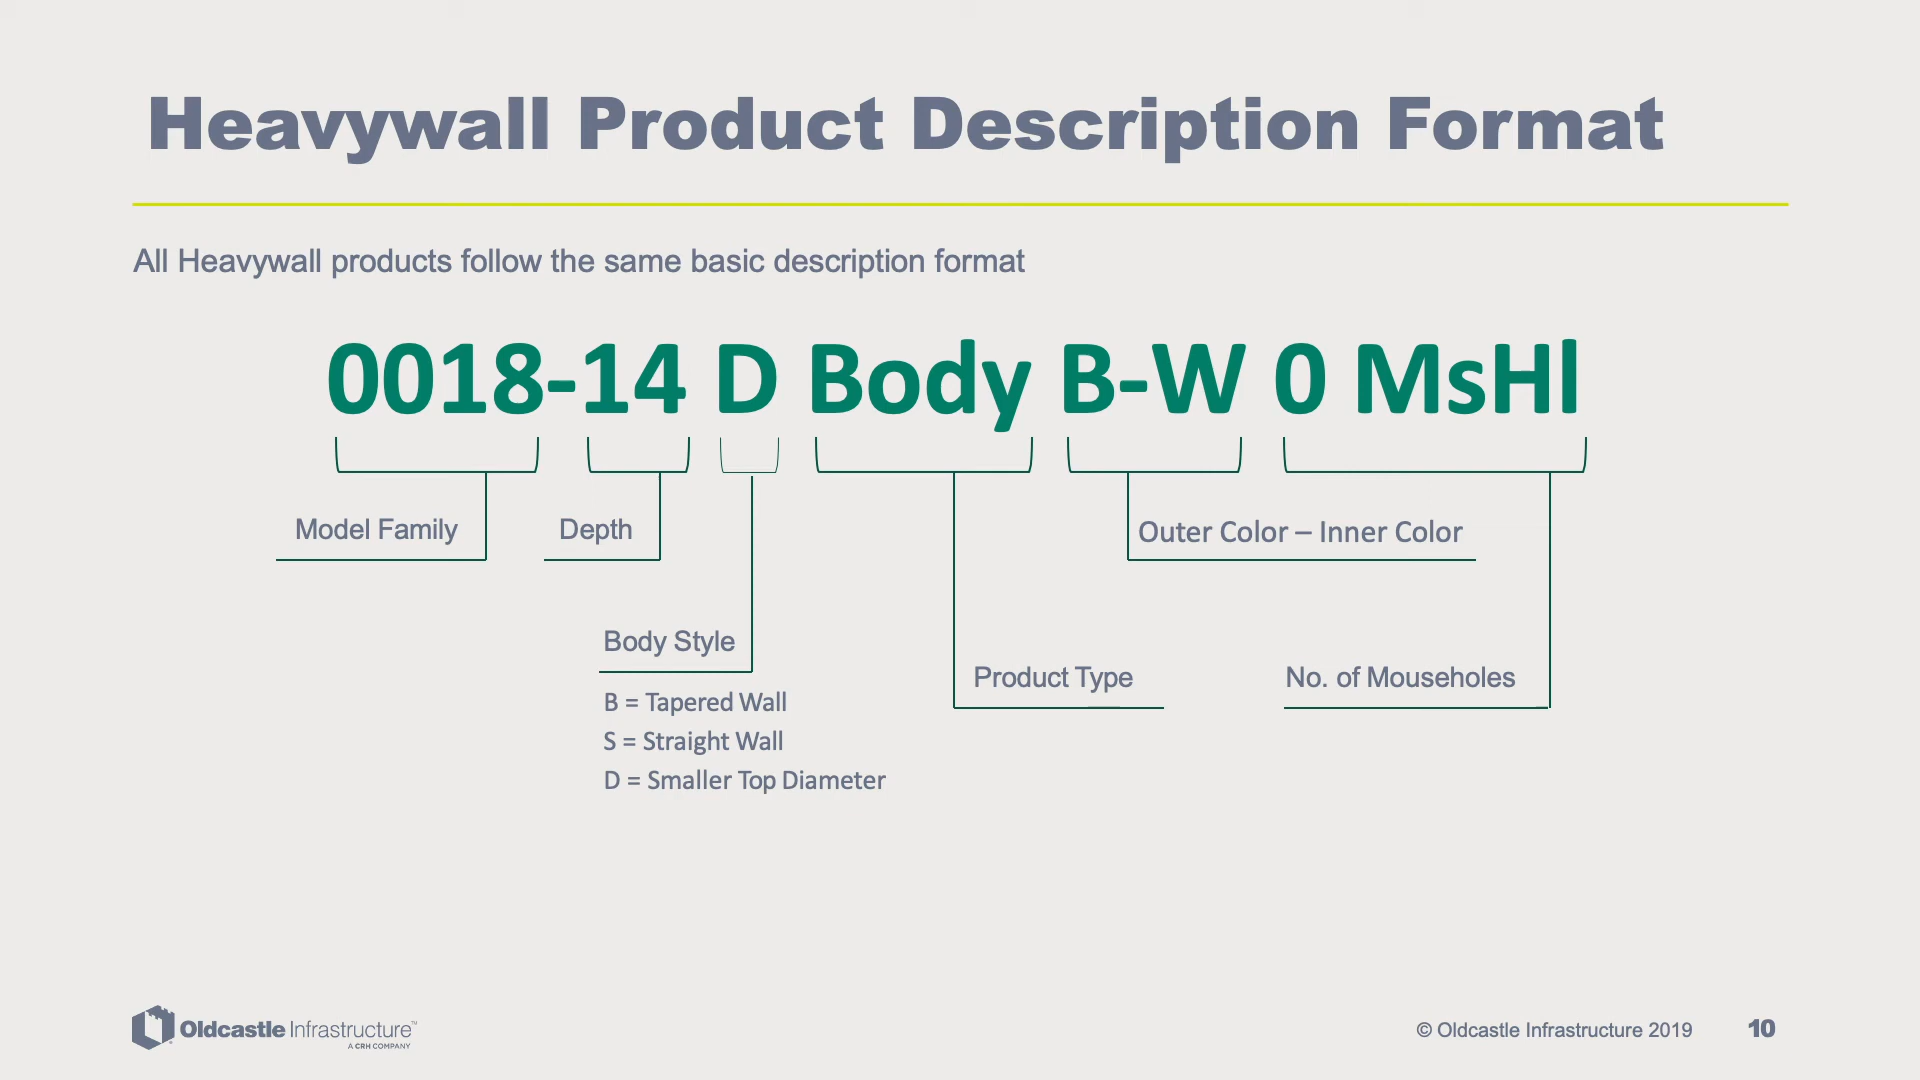 Heavywall Product Description Format
All Heavywall products follow the same basic description format
0018-14 D Body B-W 0 MsHl
Model Family
Depth
Outer Color – Inner Color
Body Style
B = Tapered Wall
S = Straight Wall
D = Smaller Top Diameter
Product Type
No. of Mouseholes
Oldcastle Infrastructure™
A CRH COMPANY
© Oldcastle Infrastructure 2019
10